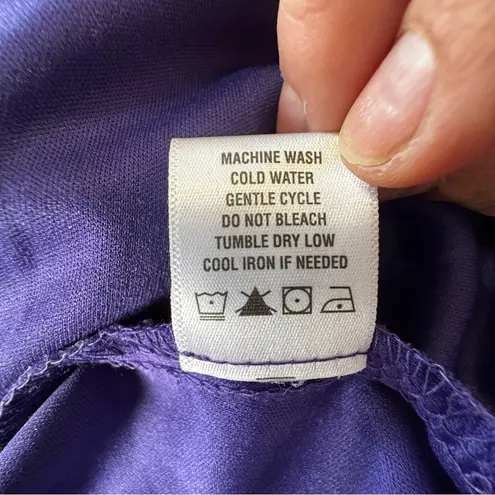 MACHINE WASH
COLD WATER
GENTLE CYCLE
DO NOT BLEACH
TUMBLE DRY LOW
COOL IRON IF NEEDED